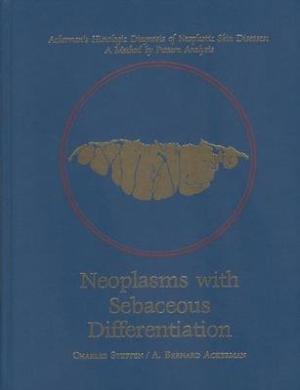 Ackerman's Histologic Diagnosis of Neoplastic Skin Diseases:
A Method by Pattern Analysis
Neoplasms with
Sebaceous
Differentiation
CHARLES STEFFEN / A. BERNARD ACKERMAN